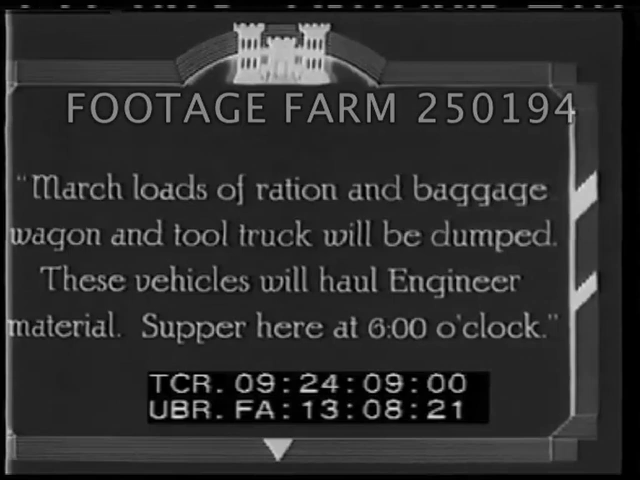 FOOTAGE FARM 250194
"March loads of ration and baggage
wagon and tool truck will be dumped.
These vehicles will haul Engineer
material. Supper here at 6:00 o'clock."
TCR. 09:24:09:00
UBR. FA:13:08:21